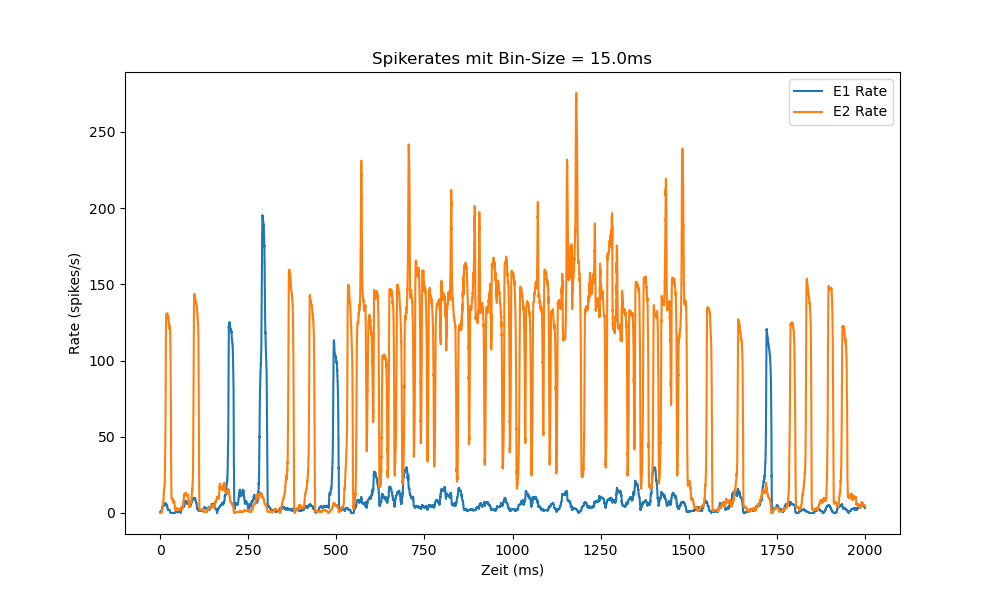 Spikerates mit Bin-Size = 15.0ms
E1 Rate
E2 Rate
Rate (spikes/s)
250
200
150
100
50
0
0 250 500 750 1000 1250 1500 1750 2000
Zeit (ms)